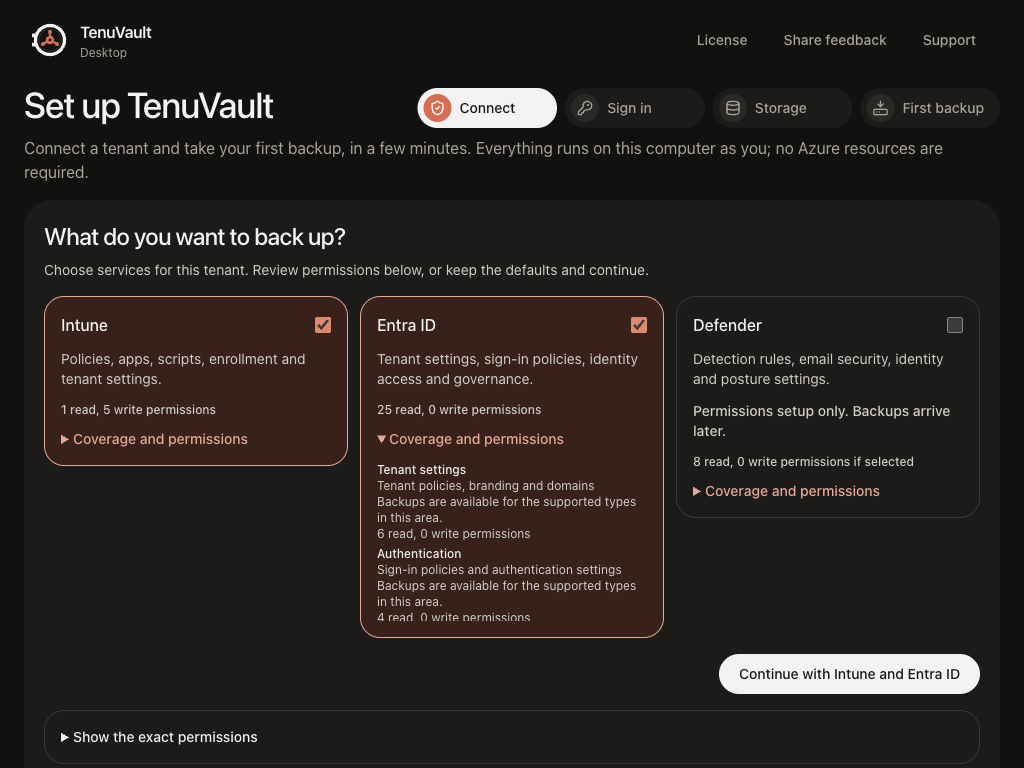 TenuVault
Desktop
License
Share feedback
Support
Set up TenuVault
Connect
Sign in
Storage
First backup
Connect a tenant and take your first backup, in a few minutes. Everything runs on this computer as you; no Azure resources are
required.
What do you want to back up?
Choose services for this tenant. Review permissions below, or keep the defaults and continue.
Intune
Policies, apps, scripts, enrollment and
tenant settings.
1 read, 5 write permissions
Coverage and permissions
Entra ID
Tenant settings, sign-in policies, identity
access and governance.
25 read, 0 write permissions
Coverage and permissions
Tenant settings
Tenant policies, branding and domains
Backups are available for the supported types
in this area.
6 read, 0 write permissions
Authentication
Sign-in policies and authentication settings
Backups are available for the supported types
in this area.
4 read, 0 write permissions
Defender
Detection rules, email security, identity
and posture settings.
Permissions setup only. Backups arrive
later.
8 read, 0 write permissions if selected
Coverage and permissions
Continue with Intune and Entra ID
Show the exact permissions